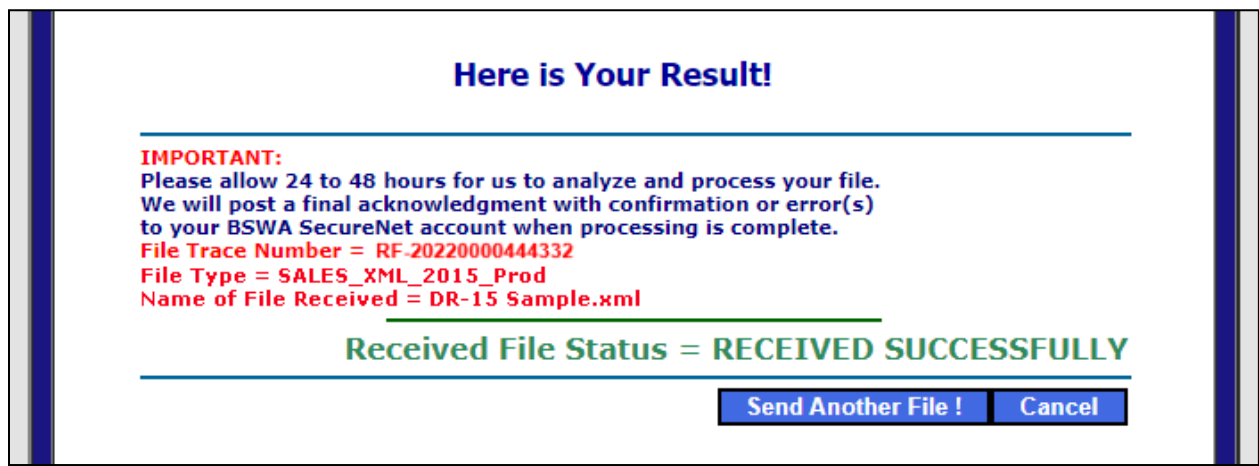 Here is Your Result!
IMPORTANT:
Please allow 24 to 48 hours for us to analyze and process your file.
We will post a final acknowledgment with confirmation or error(s)
to your BSWA SecureNet account when processing is complete.
File Trace Number = RF-20220000444332
File Type = SALES_XML_2015_Prod
Name of File Received = DR-15 Sample.xml
Received File Status = RECEIVED SUCCESSFULLY
Send Another File ! Cancel